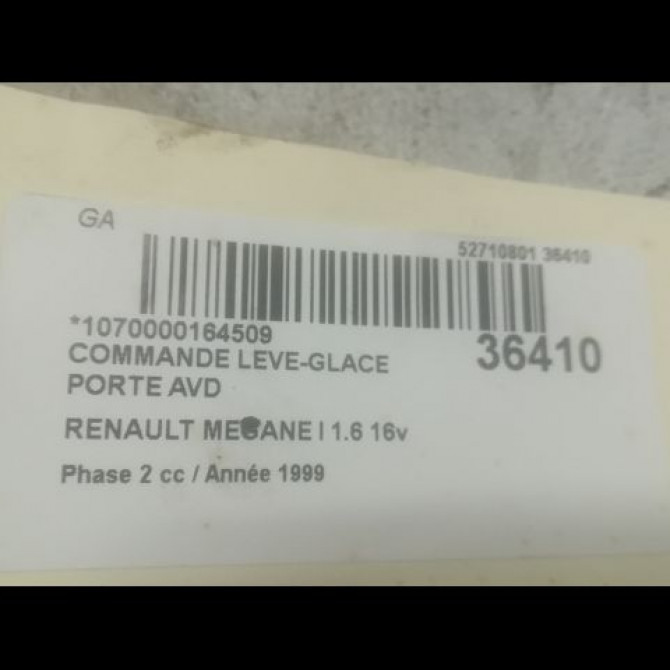 GA
52710801 36410
*1070000164509
36410
COMMANDE LEVE-GLACE
PORTE AVD
RENAULT MEGANE I 1.6 16v
Phase 2 cc / Année 1999